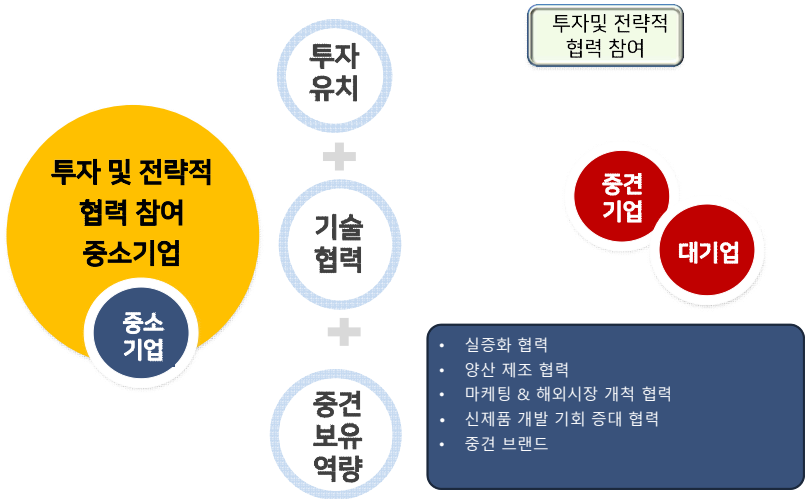 투자 및 전략적
협력 참여
중소기업
중소
기업
투자
유치
기술
협력
중견
보유
역량
투자및 전략적
협력 참여
중견
기업
대기업
• 실증화 협력
• 양산 제조 협력
• 마케팅 & 해외시장 개척 협력
• 신제품 개발 기회 증대 협력
• 중견 브랜드